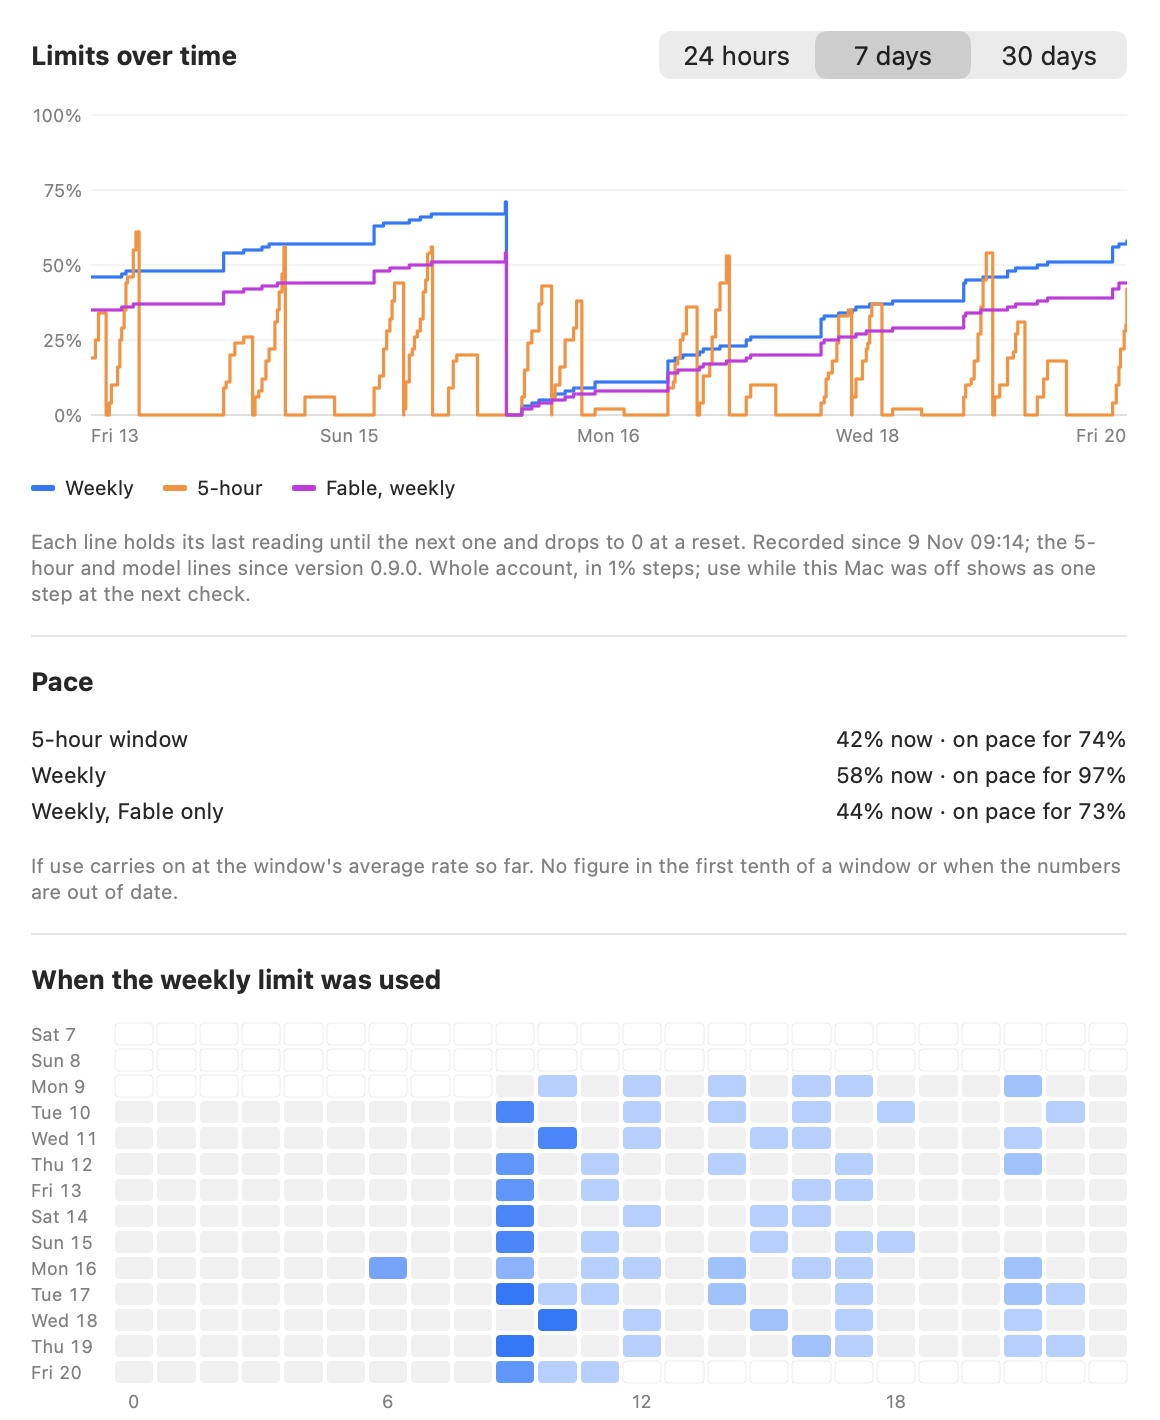 Limits over time
24 hours
7 days
30 days
100%
75%
50%
25%
0%
Fri 13
Sun 15
Mon 16
Wed 18
Fri 20
Weekly
5-hour
Fable, weekly
Each line holds its last reading until the next one and drops to 0 at a reset. Recorded since 9 Nov 09:14; the 5-
hour and model lines since version 0.9.0. Whole account, in 1% steps; use while this Mac was off shows as one
step at the next check.
Pace
5-hour window
42% now · on pace for 74%
Weekly
58% now · on pace for 97%
Weekly, Fable only
44% now · on pace for 73%
If use carries on at the window's average rate so far. No figure in the first tenth of a window or when the numbers
are out of date.
When the weekly limit was used
Sat 7
Sun 8
Mon 9
Tue 10
Wed 11
Thu 12
Fri 13
Sat 14
Sun 15
Mon 16
Tue 17
Wed 18
Thu 19
Fri 20
0
6
12
18